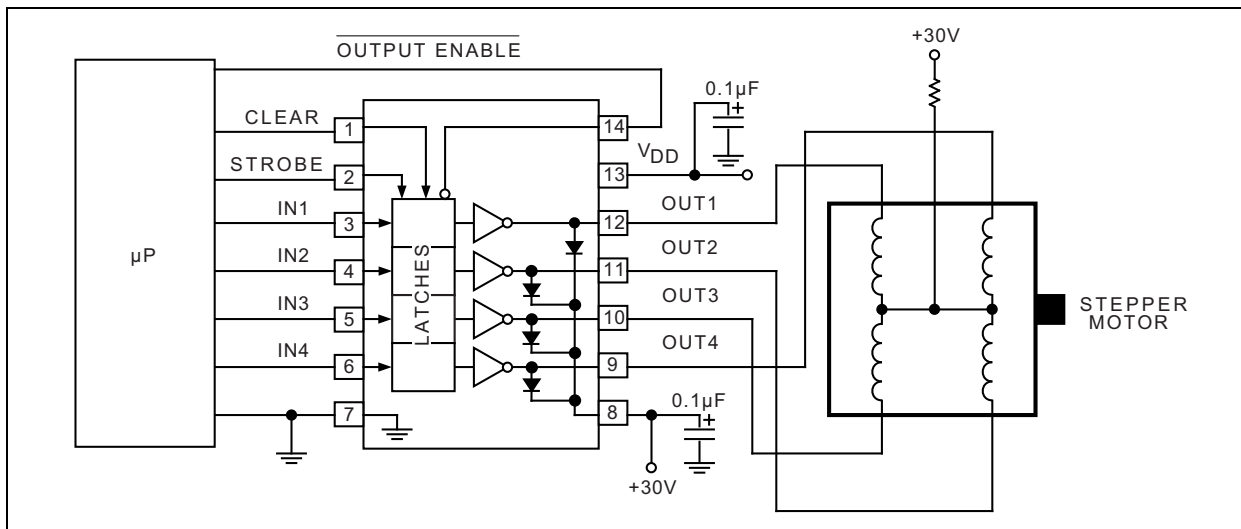 +30V
OUTPUT ENABLE
0.1µF
+
CLEAR
1
14
VDD
STROBE
2
13
IN1
3
12
OUT1
µP
IN2
4
LATCHES
11
OUT2
IN3
5
10
OUT3
STEPPER
MOTOR
IN4
6
9
OUT4
7
8
0.1µF
+
+30V